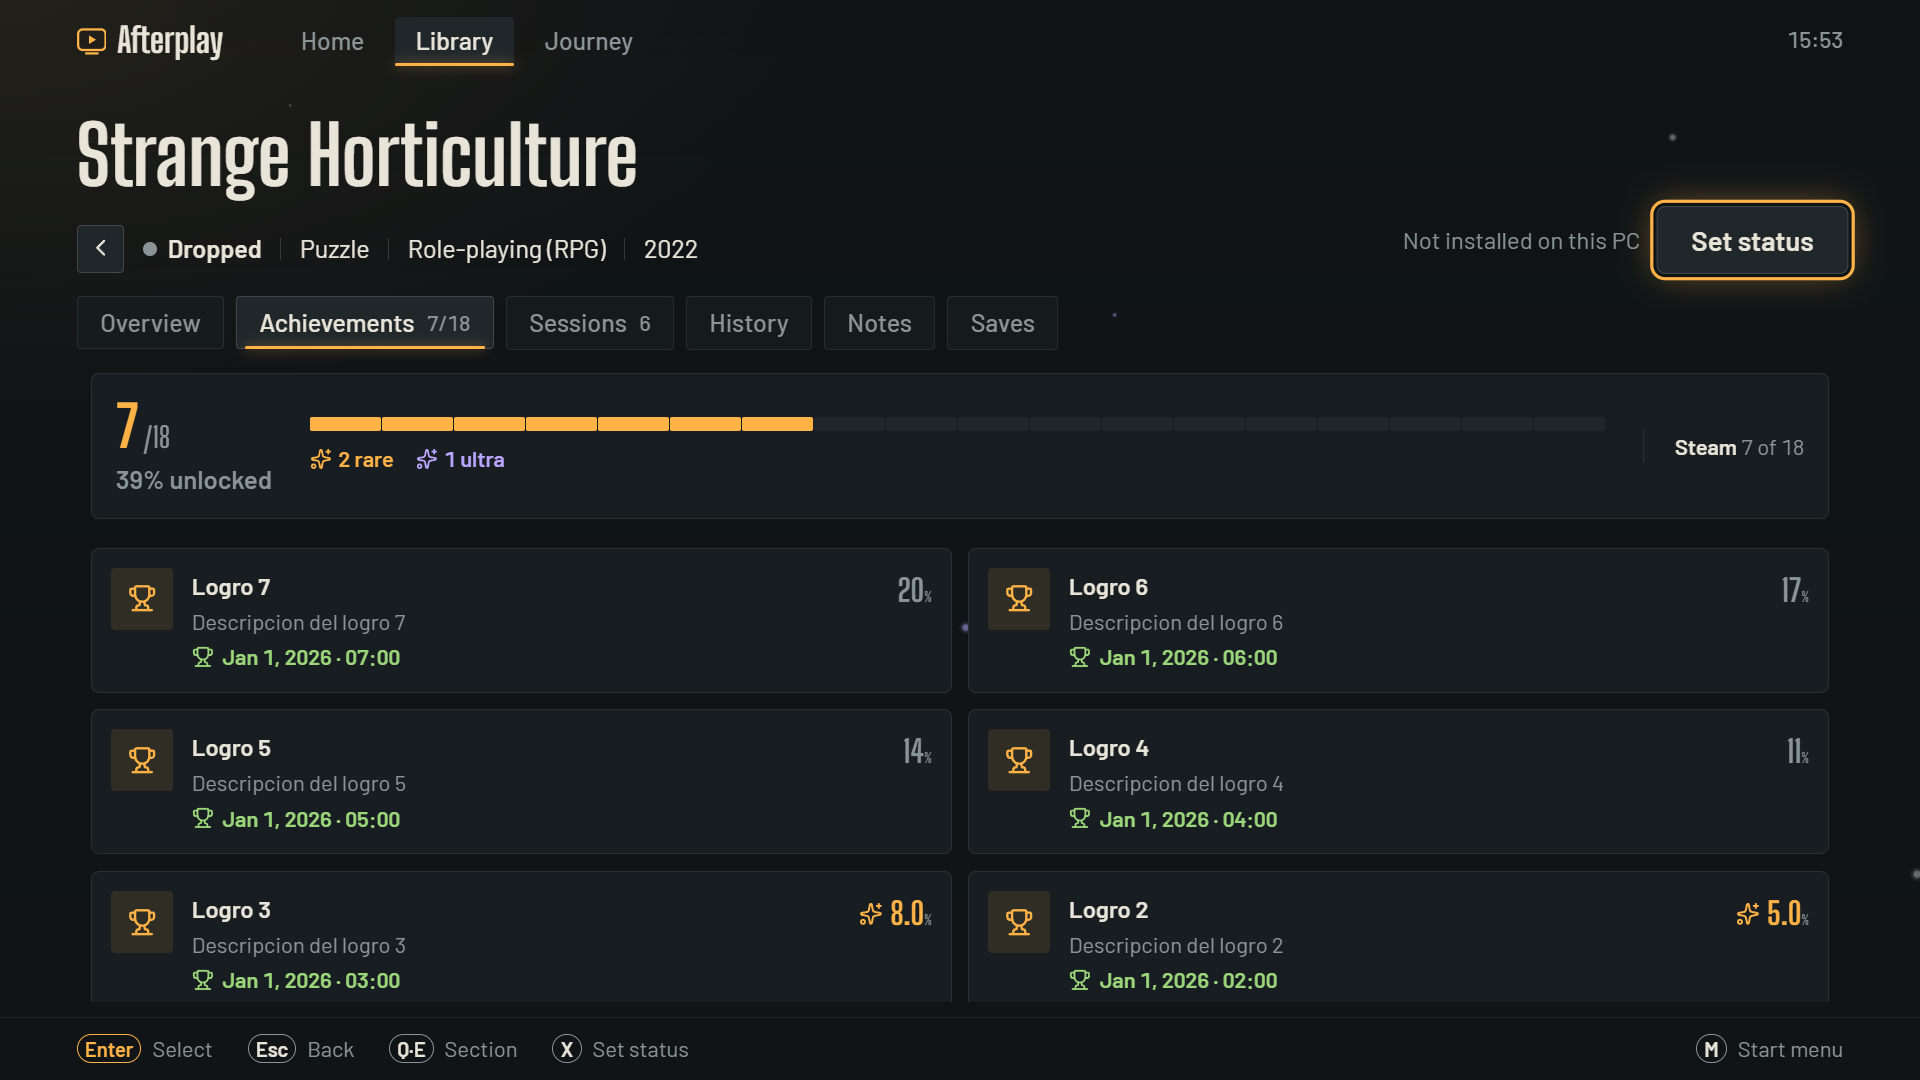 Afterplay
Home
Library
Journey
15:53
Strange Horticulture
Dropped
Puzzle
Role-playing (RPG)
2022
Not installed on this PC
Set status
Overview
Achievements 7/18
Sessions 6
History
Notes
Saves
7/18
39% unlocked
2 rare
1 ultra
Steam 7 of 18
Logro 7
20%
Descripcion del logro 7
Jan 1, 2026 · 07:00
Logro 6
17%
Descripcion del logro 6
Jan 1, 2026 · 06:00
Logro 5
14%
Descripcion del logro 5
Jan 1, 2026 · 05:00
Logro 4
11%
Descripcion del logro 4
Jan 1, 2026 · 04:00
Logro 3
8.0%
Descripcion del logro 3
Jan 1, 2026 · 03:00
Logro 2
5.0%
Descripcion del logro 2
Jan 1, 2026 · 02:00
Enter Select
Esc Back
Q·E Section
X Set status
M Start menu